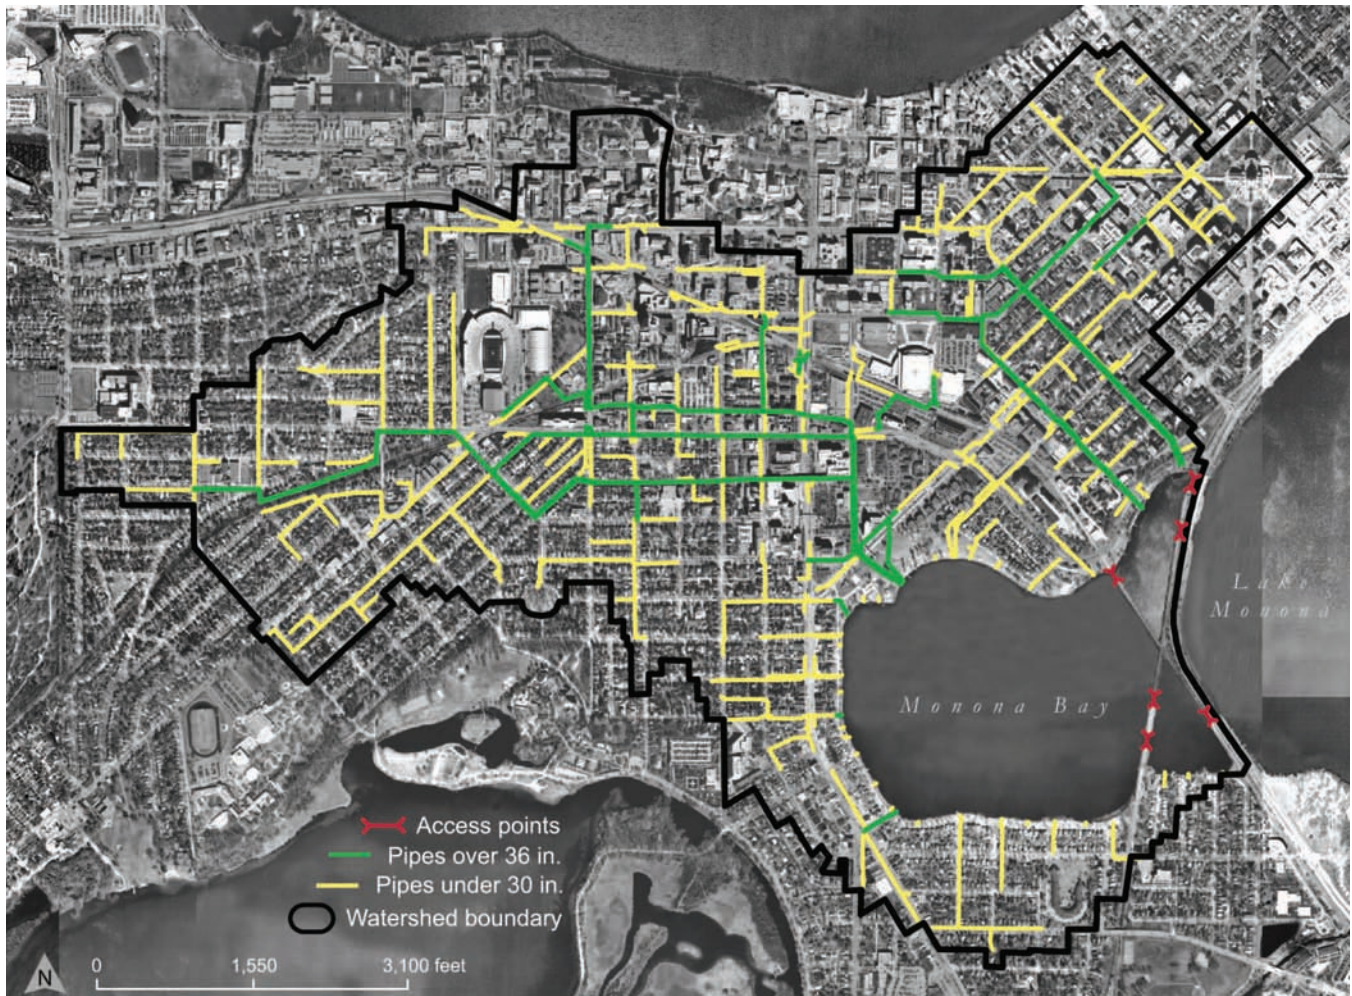 Lake
Monona
Monona Bay
Access points
Pipes over 36 in.
Pipes under 30 in.
Watershed boundary
N
0 1,550 3,100 feet